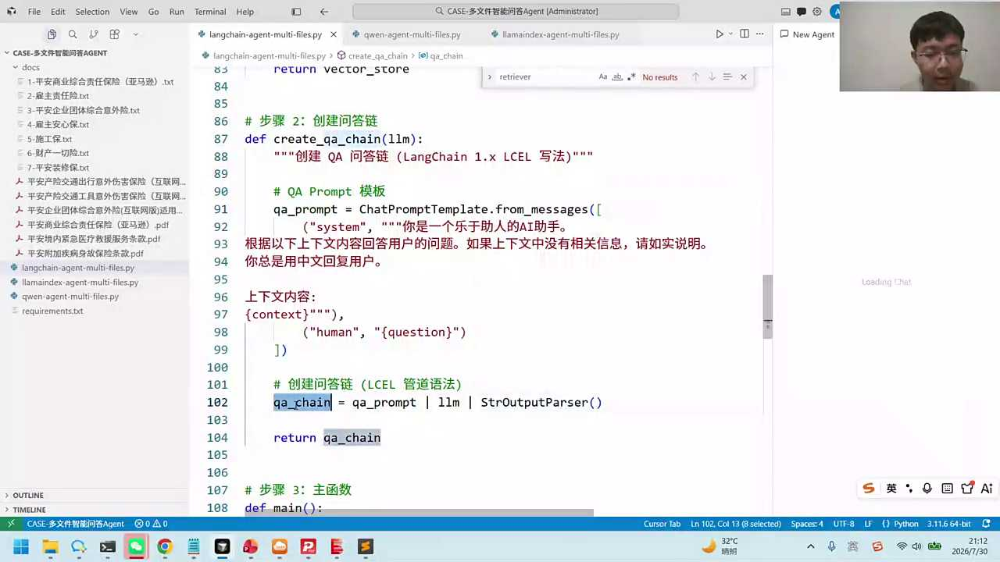 File Edit Selection View Go Run Terminal Help
CASE-多文件智能问答Agent [Administrator]
langchain-agent-multi-files.py
qwen-agent-multi-files.py
llamaindex-agent-multi-files.py
New Agent
CASE-多文件智能问答AGENT
docs
1-平安商业综合责任保险（亚马逊）.txt
2-雇主责任险.txt
3-平安企业团体综合意外险.txt
4-雇主安心保.txt
5-施工保.txt
6-财产一切险.txt
7-平安装修保.txt
平安产险交通出行意外伤害保险（互联网...
平安产险交通工具意外伤害保险（互联网...
平安企业团体综合意外险(互联网版)适用...
平安商业综合责任保险（亚马逊）.pdf
平安境内紧急医疗救援服务条款.pdf
平安附加疾病身故保险条款.pdf
langchain-agent-multi-files.py
llamaindex-agent-multi-files.py
qwen-agent-multi-files.py
requirements.txt
OUTLINE
TIMELINE
langchain-agent-multi-files.py > create_qa_chain > qa_chain
retriever
Aa ab No results
83 return vector_store
84
85
86 # 步骤 2：创建问答链
87 def create_qa_chain(llm):
88 """创建 QA 问答链 (LangChain 1.x LCEL 写法)"""
89
90 # QA Prompt 模板
91 qa_prompt = ChatPromptTemplate.from_messages([
92 ("system", """你是一个乐于助人的AI助手。
93 根据以下上下文内容回答用户的问题。如果上下文中没有相关信息，请如实说明。
94 你总是用中文回复用户。
95
96 上下文内容:
97 {context}"""),
98 ("human", "{question}")
99 ])
100
101 # 创建问答链 (LCEL 管道语法)
102 qa_chain = qa_prompt | llm | StrOutputParser()
103
104 return qa_chain
105
106
107 # 步骤 3：主函数
108 def main():
Loading Chat
英
CASE-多文件智能问答Agent 0 0
Cursor Tab Ln 102, Col 13 (8 selected) Spaces: 4 UTF-8 LF {} Python 3.11.6 64-bit
32°C
晴朗
英
21:12
2026/7/30